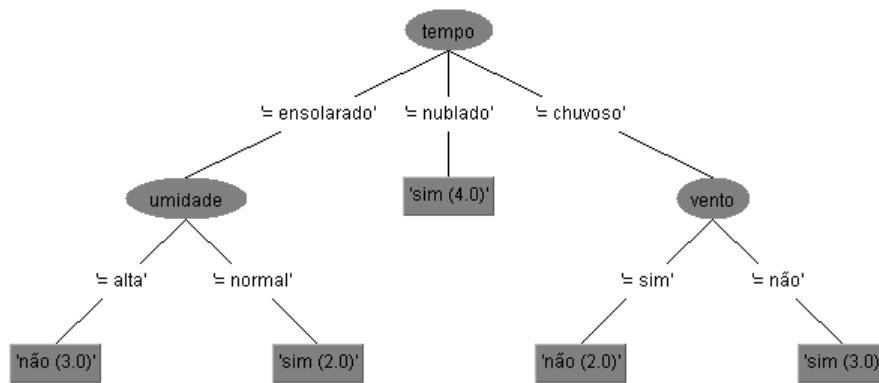 tempo
'= ensolarado' '= nublado' '= chuvoso'
umidade 'sim (4.0)' vento
'= alta' '= normal' '= sim' '= não'
'não (3.0)' 'sim (2.0)' 'não (2.0)' 'sim (3.0)